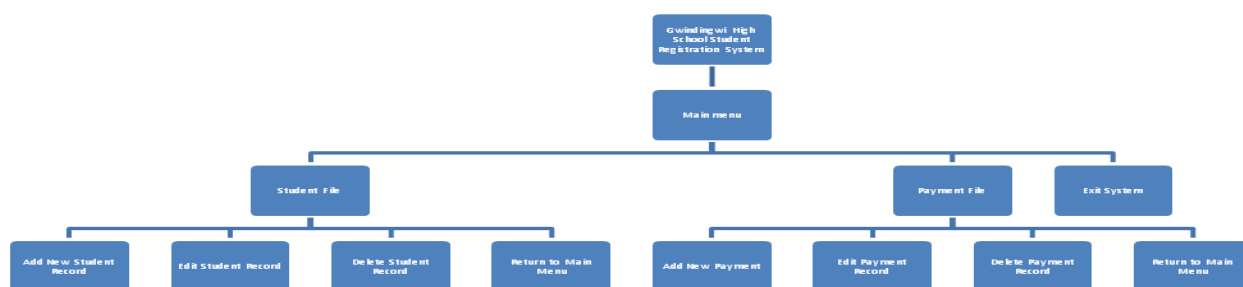 Gwindingwi High
School Student
Registration System
Main menu
Student File
Payment File
Exit System
Add New Student
Record
Edit Student Record
Delete Student
Record
Return to Main
Menu
Add New Payment
Edit Payment
Record
Delete Payment
Record
Return to Main
Menu